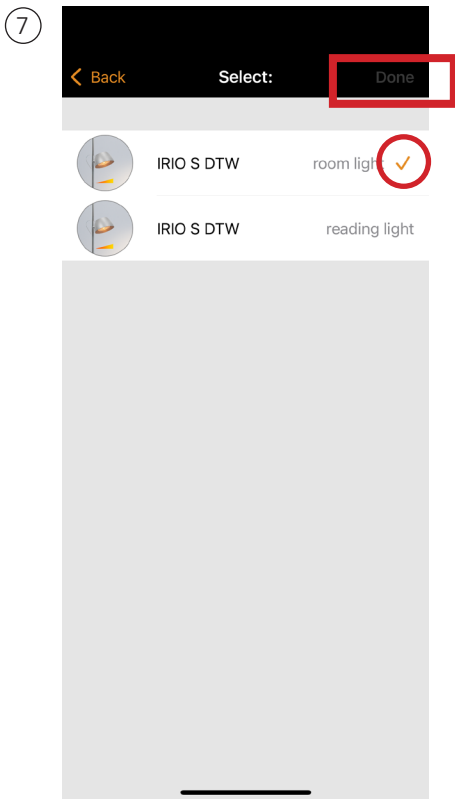 7
Back Select: Done
IRIO S DTW room light
IRIO S DTW reading light